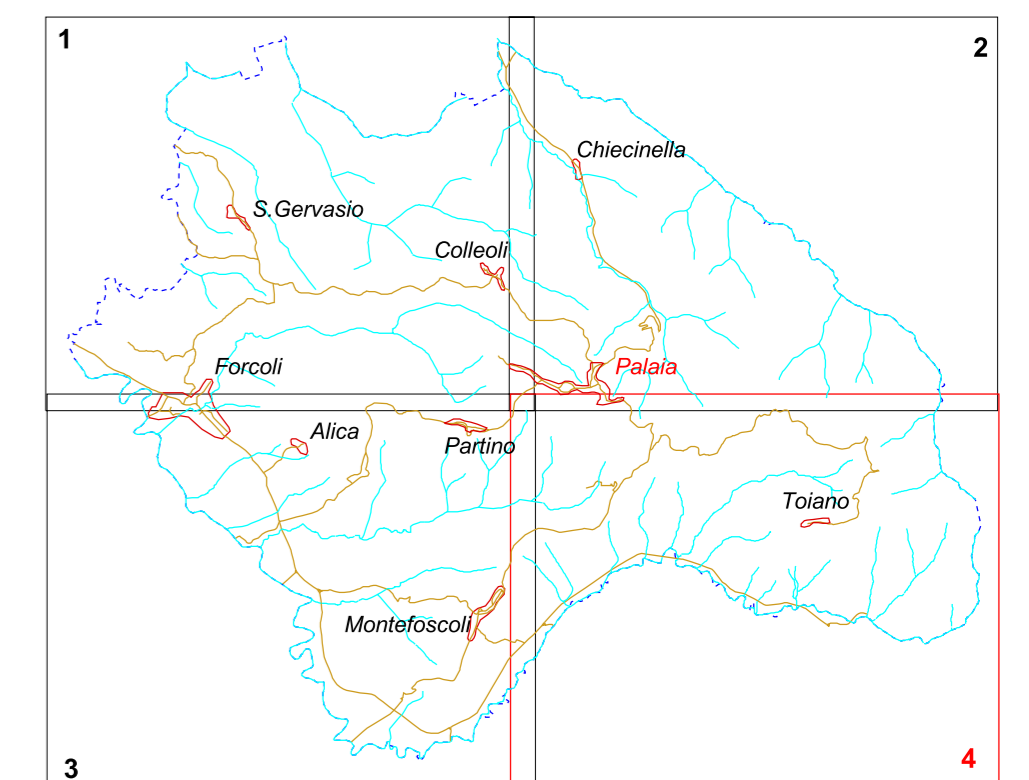 1
2
Chiecinella
S.Gervasio
Colleoli
Forcoli
Palaia
Alica
Partino
Toiano
Montefoscoli
3
4